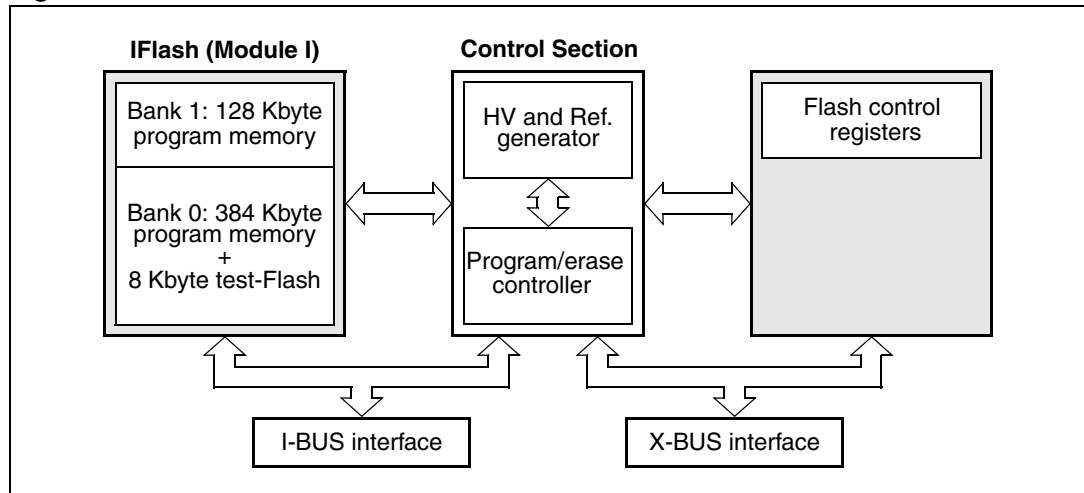 IFlash (Module I)
Bank 1: 128 Kbyte
program memory
Bank 0: 384 Kbyte
program memory
+
8 Kbyte test-Flash
Control Section
HV and Ref.
generator
Program/erase
controller
Flash control
registers
I-BUS interface
X-BUS interface